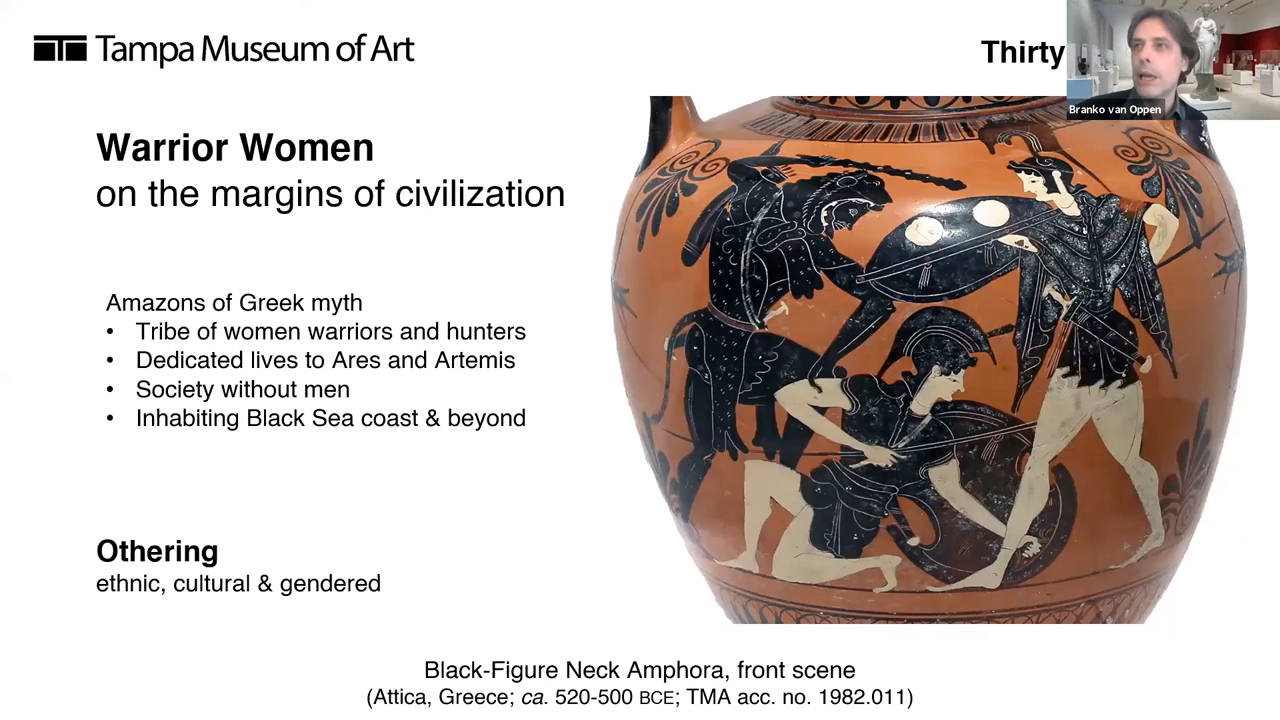 Tampa Museum of Art
Thirty
Branko van Oppen
Warrior Women
on the margins of civilization
Amazons of Greek myth
• Tribe of women warriors and hunters
• Dedicated lives to Ares and Artemis
• Society without men
• Inhabiting Black Sea coast & beyond
Othering
ethnic, cultural & gendered
Black-Figure Neck Amphora, front scene
(Attica, Greece; ca. 520-500 BCE; TMA acc. no. 1982.011)